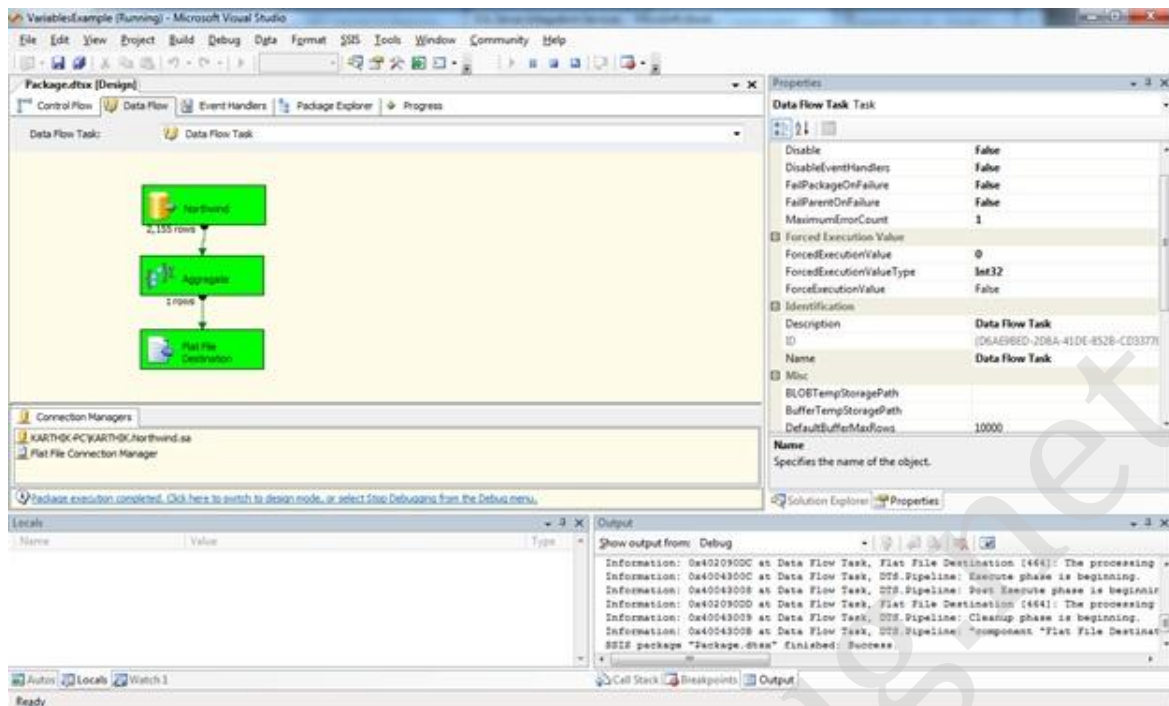 VariablesExample (Running) - Microsoft Visual Studio
File Edit View Project Build Debug Data Format SSIS Tools Window Community Help
Package.dtsx [Design]
Control Flow Data Flow Event Handlers Package Explorer Progress
Data Flow Task: Data Flow Task
Northwind
2,155 rows
Aggregate
1 rows
Flat File
Destination
Connection Managers
KARTHIK-PC\KARTHIK.Northwind.sa
Flat File Connection Manager
Package execution completed. Click here to switch to design mode, or select Stop Debugging from the Debug menu.
Properties
Data Flow Task Task
Disable False
DisableEventHandlers False
FailPackageOnFailure False
FailParentOnFailure False
MaximumErrorCount 1
Forced Execution Value
ForcedExecutionValue 0
ForcedExecutionValueType Int32
ForceExecutionValue False
Identification
Description Data Flow Task
ID
Name Data Flow Task
Misc
BLOBTempStoragePath
BufferTempStoragePath
DefaultBufferMaxRows 10000
Name
Specifies the name of the object.
Solution Explorer Properties
Locals
Name Value Type
Output
Show output from: Debug
Information: 0x402090DC at Data Flow Task, Flat File Destination [464]: The processing
Information: 0x4004300C at Data Flow Task, DTS.Pipeline: Execute phase is beginning.
Information: 0x40043008 at Data Flow Task, DTS.Pipeline: Post Execute phase is beginnin
Information: 0x402090DD at Data Flow Task, Flat File Destination [464]: The processing
Information: 0x40043009 at Data Flow Task, DTS.Pipeline: Cleanup phase is beginning.
Information: 0x4004300B at Data Flow Task, DTS.Pipeline: "component "Flat File Destinat
SSIS package "Package.dtsx" finished: Success.
Autos Locals Watch 1
Call Stack Breakpoints Output
Ready